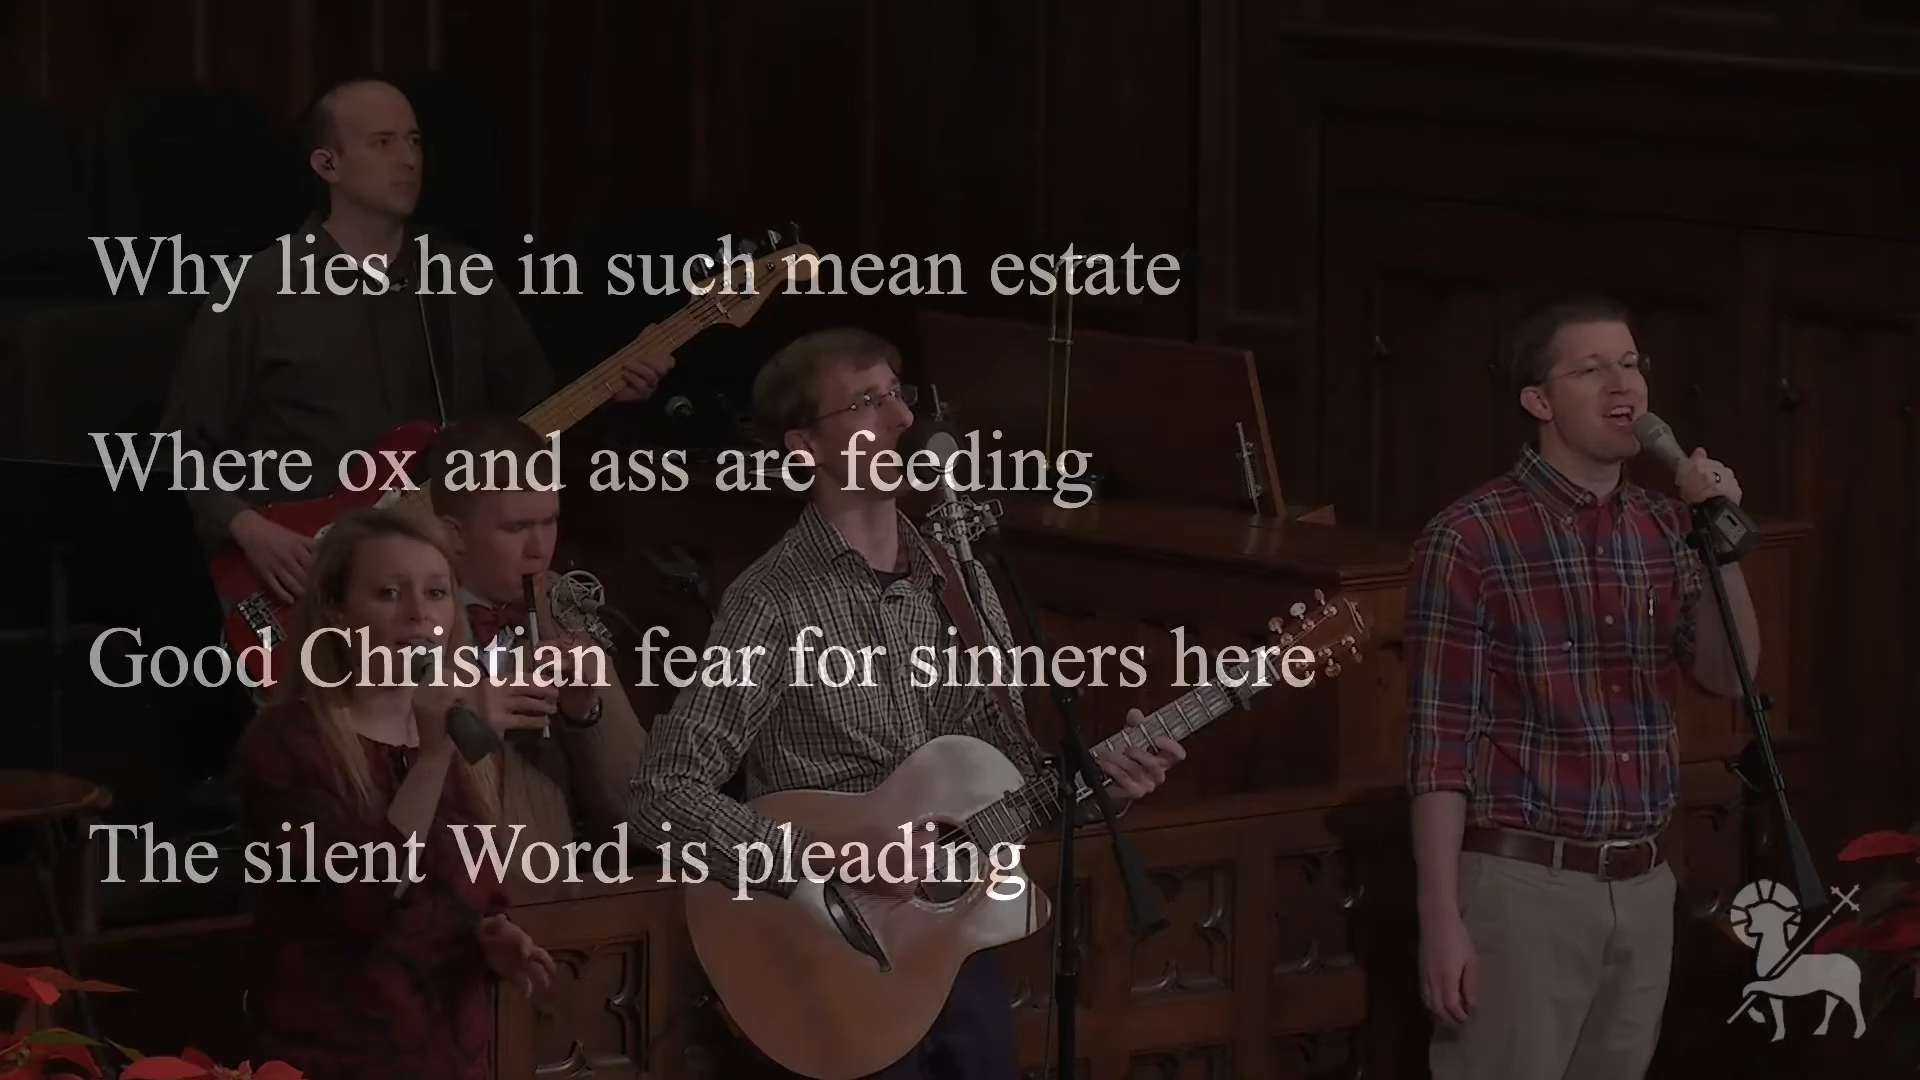 Why lies he in such mean estate
Where ox and ass are feeding
Good Christian fear for sinners here
The silent Word is pleading